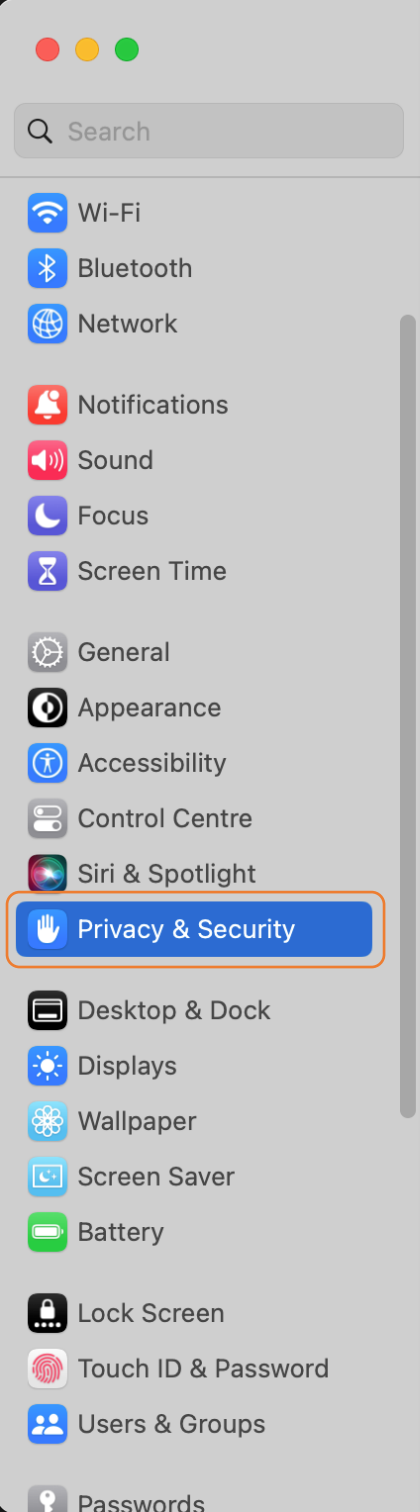 Search
Wi-Fi
Bluetooth
Network
Notifications
Sound
Focus
Screen Time
General
Appearance
Accessibility
Control Centre
Siri & Spotlight
Privacy & Security
Desktop & Dock
Displays
Wallpaper
Screen Saver
Battery
Lock Screen
Touch ID & Password
Users & Groups
Passwords